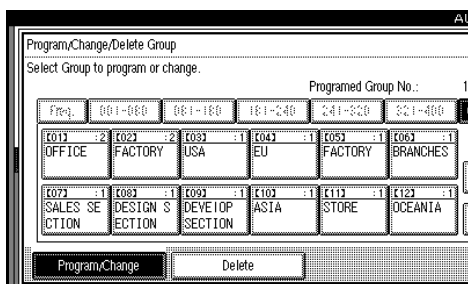 AU
Program/Change/Delete Group
Select Group to program or change.
Programed Group No.: 1
Freq. 001-080 081-160 161-240 241-320 321-400
[01] :2 [02] :2 [03] :1 [04] :1 [05] :1 [06] :1
OFFICE FACTORY USA EU FACTORY BRANCHES
[07] :1 [08] :1 [09] :1 [10] :1 [11] :1 [12] :1
SALES SE DESIGN S DEVElOP ASIA STORE OCEANIA
CTION ECTION SECTION
Program/Change Delete